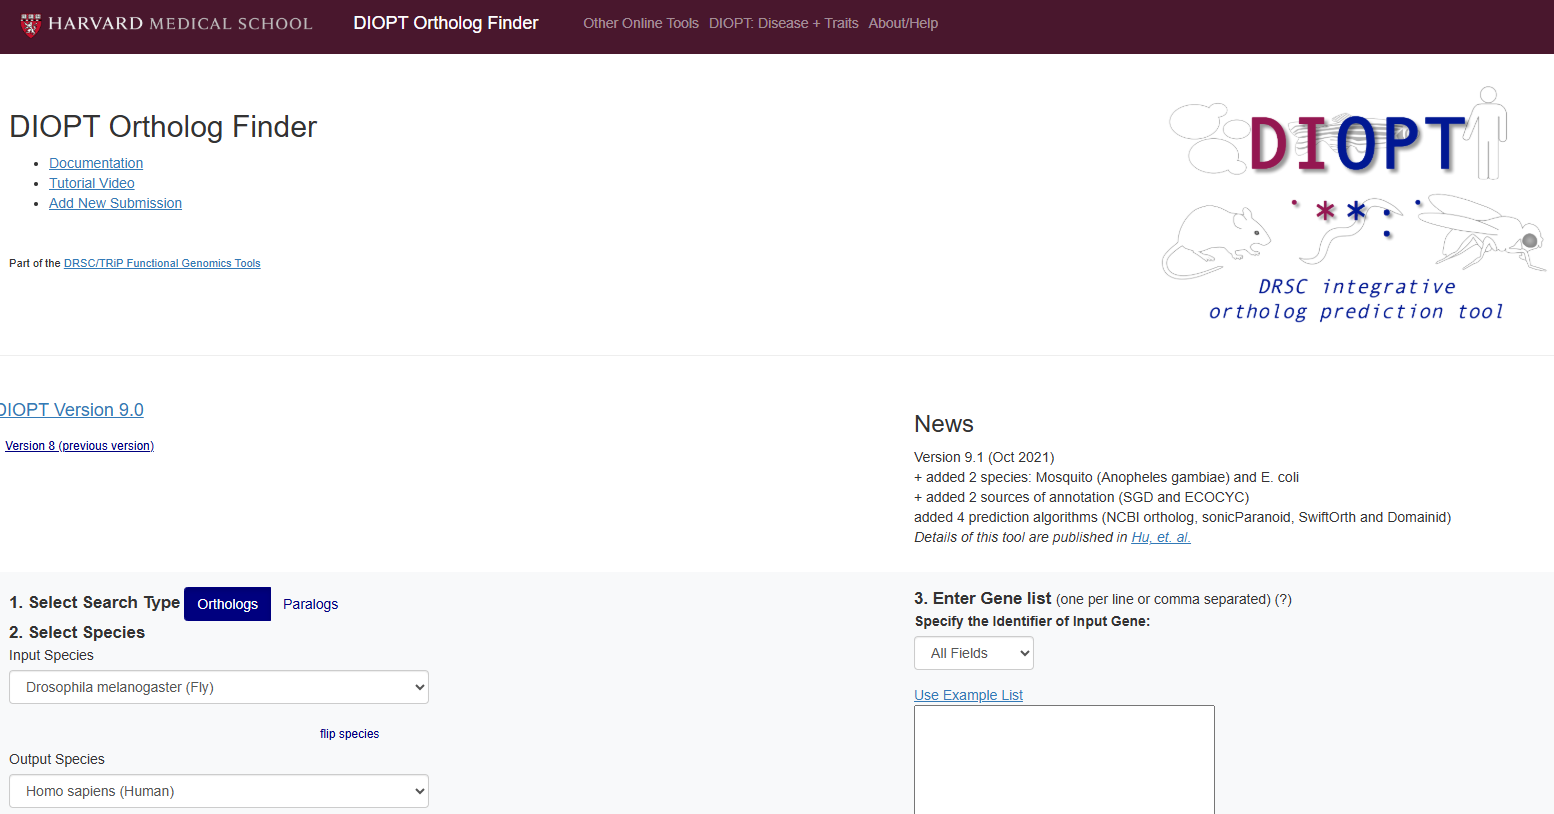 HARVARD MEDICAL SCHOOL DIOPT Ortholog Finder Other Online Tools DIOPT: Disease + Traits About/Help
DIOPT Ortholog Finder
Documentation
Tutorial Video
Add New Submission
Part of the DRSC/TRiP Functional Genomics Tools
DIOPT
DRSC integrative
ortholog prediction tool
DIOPT Version 9.0
Version 8 (previous version)
News
Version 9.1 (Oct 2021)
+ added 2 species: Mosquito (Anopheles gambiae) and E. coli
+ added 2 sources of annotation (SGD and ECOCYC)
added 4 prediction algorithms (NCBI ortholog, sonicParanoid, SwiftOrth and Domainid)
Details of this tool are published in Hu, et. al.
1. Select Search Type Orthologs Paralogs
2. Select Species
Input Species
Drosophila melanogaster (Fly)
flip species
Output Species
Homo sapiens (Human)
3. Enter Gene list (one per line or comma separated) (?)
Specify the Identifier of Input Gene:
All Fields
Use Example List